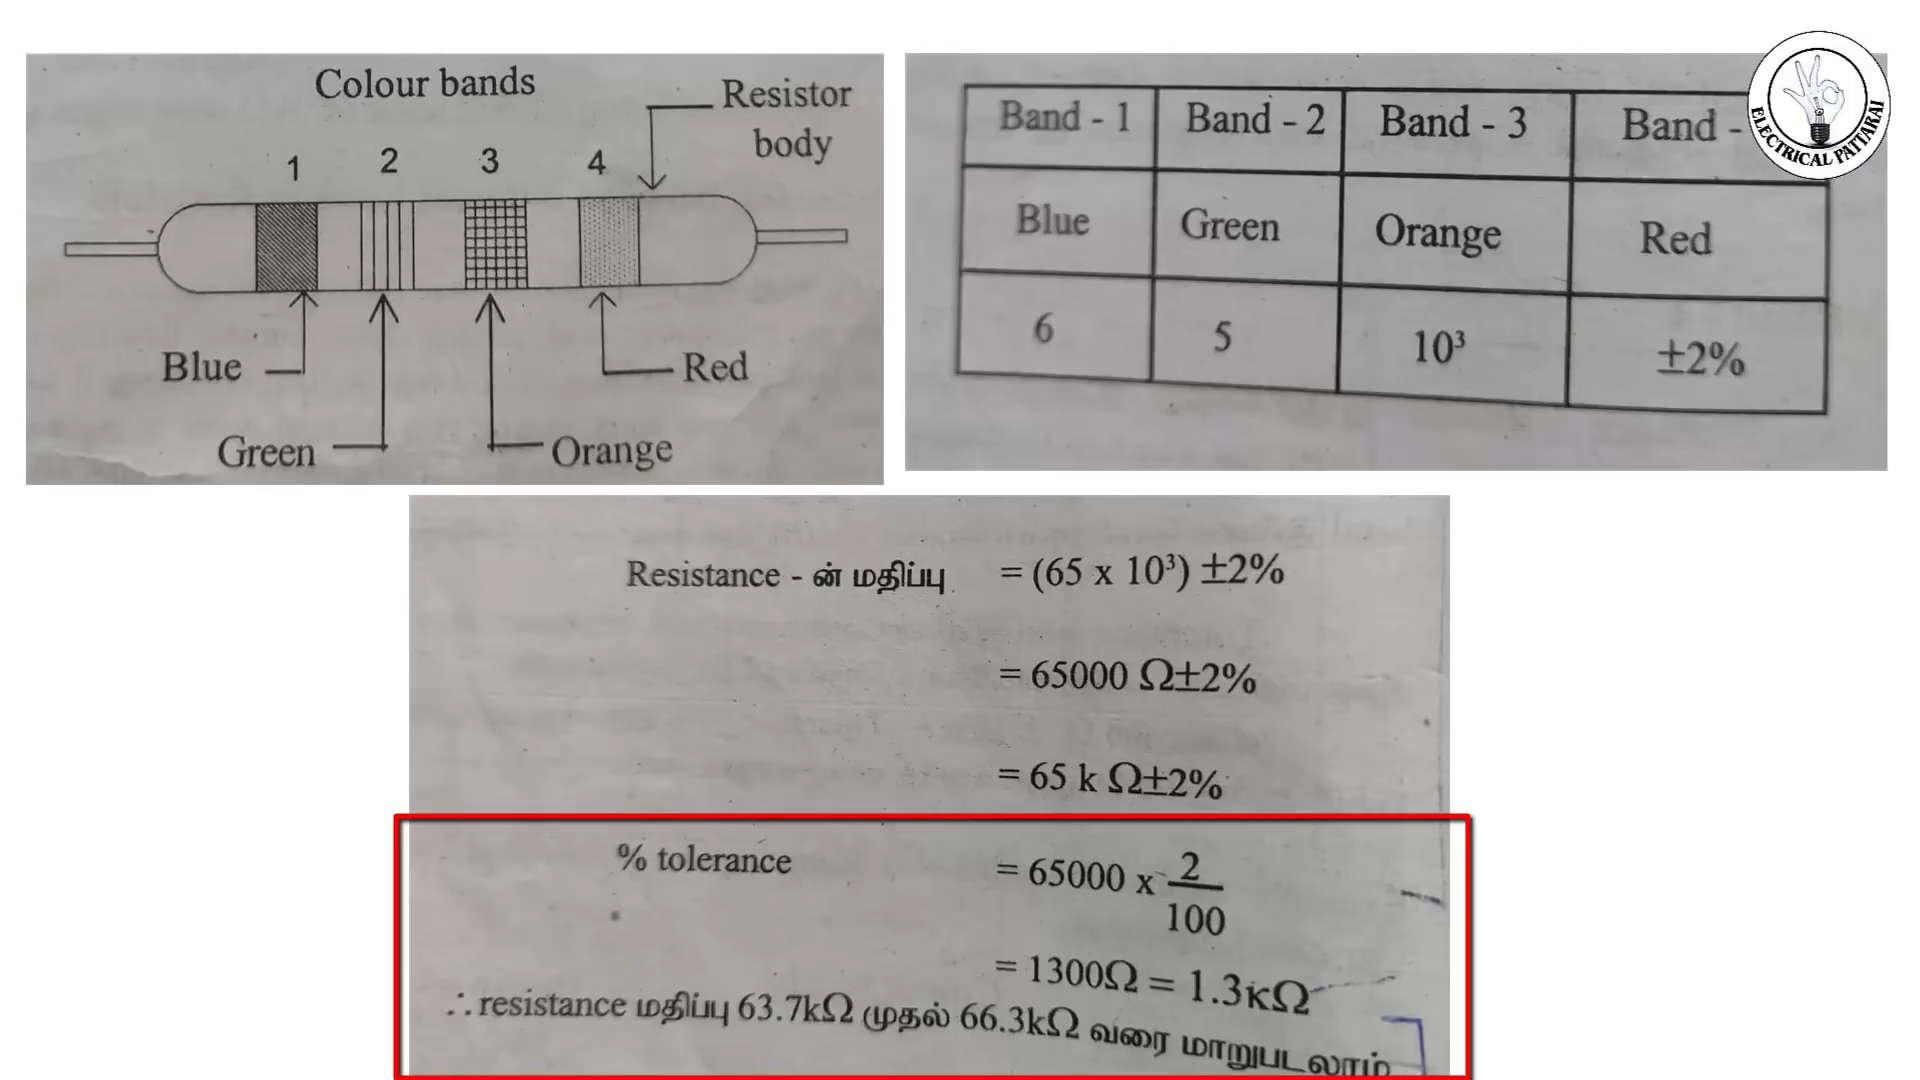 Colour bands
Resistor
body
1 2 3 4
Blue
Red
Green
Orange
Band - 1 Band - 2 Band - 3 Band -
Blue Green Orange Red
6 5 10³ ±2%
ELECTRICAL PATTARAI
Resistance - ன் மதிப்பு = (65 x 10³) ±2%
= 65000 Ω±2%
= 65 k Ω±2%
% tolerance = 65000 x 2/100
= 1300Ω = 1.3kΩ
∴ resistance மதிப்பு 63.7kΩ முதல் 66.3kΩ வரை மாறுபடலாம்